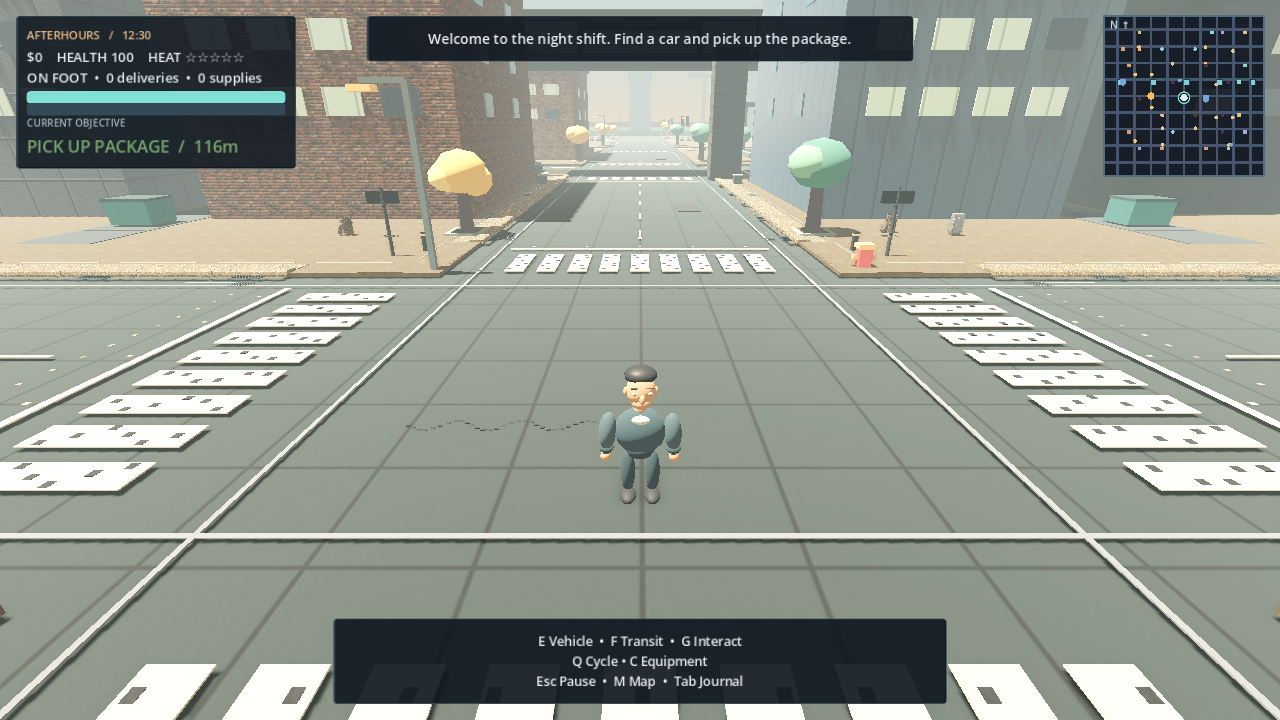 AFTERHOURS / 12:30
$0 HEALTH 100 HEAT ☆☆☆☆☆
ON FOOT • 0 deliveries • 0 supplies
CURRENT OBJECTIVE
PICK UP PACKAGE / 116m
Welcome to the night shift. Find a car and pick up the package.
N ↑
E Vehicle • F Transit • G Interact
Q Cycle • C Equipment
Esc Pause • M Map • Tab Journal